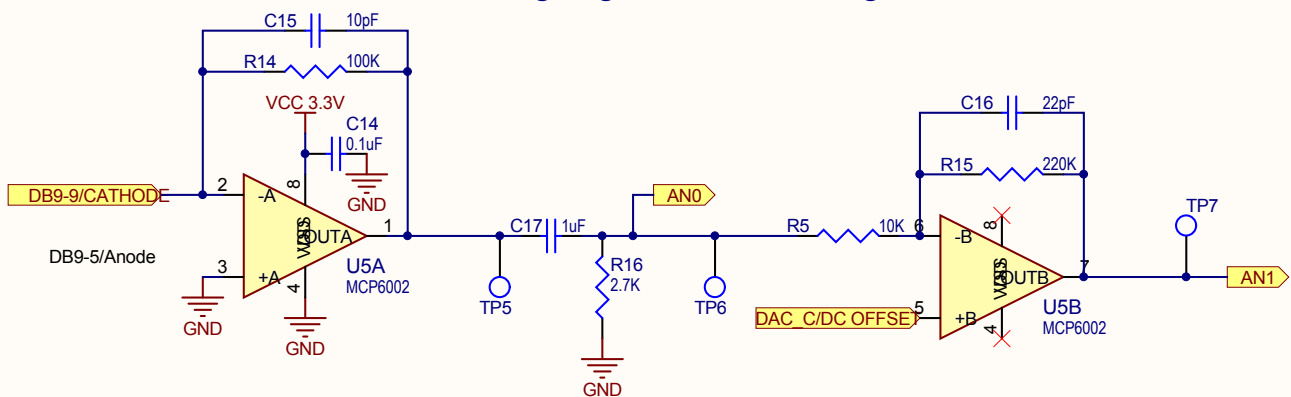 C15
10pF
R14
100K
VCC 3.3V
C14
0.1uF
GND
DB9-9/CATHODE
2
-A
8
OUTA
1
DB9-5/Anode
3
+A
4
U5A
MCP6002
GND
GND
C17
1uF
AN0
R16
2.7K
TP5
TP6
GND
R5
10K
C16
22pF
R15
220K
6
-B
8
OUTB
7
TP7
AN1
DAC_C/DC OFFSET
5
+B
4
U5B
MCP6002